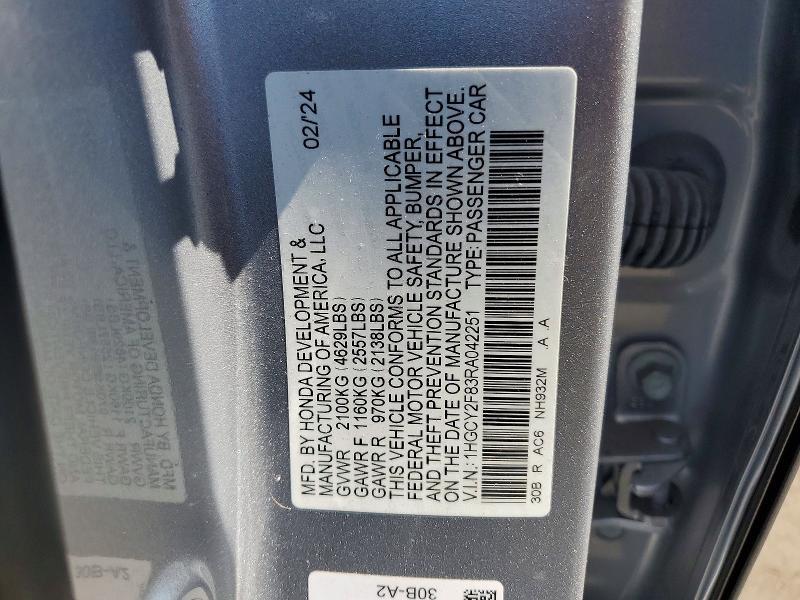 MFD. BY HONDA DEVELOPMENT & 02/'24
MANUFACTURING OF AMERICA, LLC
GVWR : 2100KG (4629LBS)
GAWR F 1160KG (2557LBS)
GAWR R 970KG (2138LBS)
THIS VEHICLE CONFORMS TO ALL APPLICABLE
FEDERAL MOTOR VEHICLE SAFETY, BUMPER,
AND THEFT PREVENTION STANDARDS IN EFFECT
ON THE DATE OF MANUFACTURE SHOWN ABOVE.
V.I.N.: 1HGCY2F83RA042251 TYPE: PASSENGER CAR
30B R AC6 NH932M .A .A
30B-A2